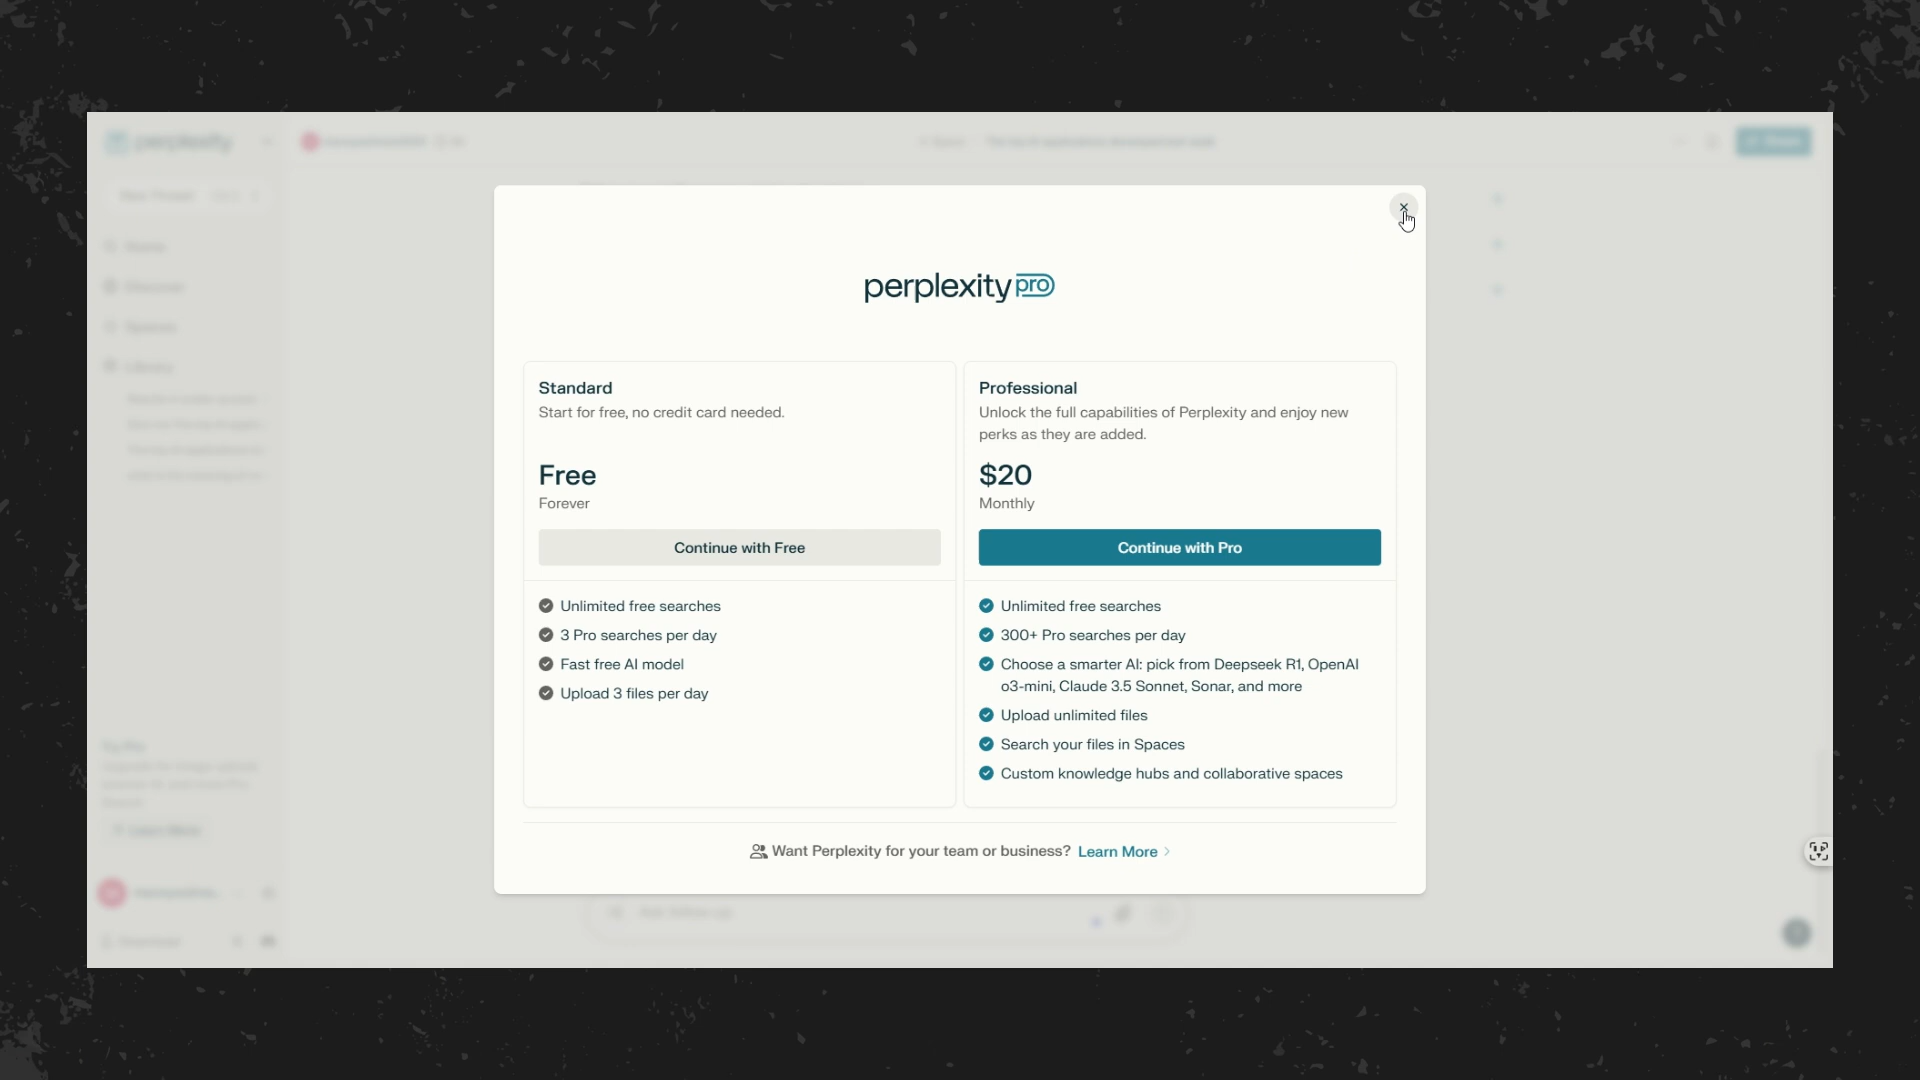 perplexity
Home
Discover
Spaces
Library
perplexity pro
Standard
Start for free, no credit card needed.
Free
Forever
Continue with Free
Unlimited free searches
3 Pro searches per day
Fast free AI model
Upload 3 files per day
Professional
Unlock the full capabilities of Perplexity and enjoy new
perks as they are added.
$20
Monthly
Continue with Pro
Unlimited free searches
300+ Pro searches per day
Choose a smarter AI: pick from Deepseek R1, OpenAI
o3-mini, Claude 3.5 Sonnet, Sonar, and more
Upload unlimited files
Search your files in Spaces
Custom knowledge hubs and collaborative spaces
Want Perplexity for your team or business? Learn More